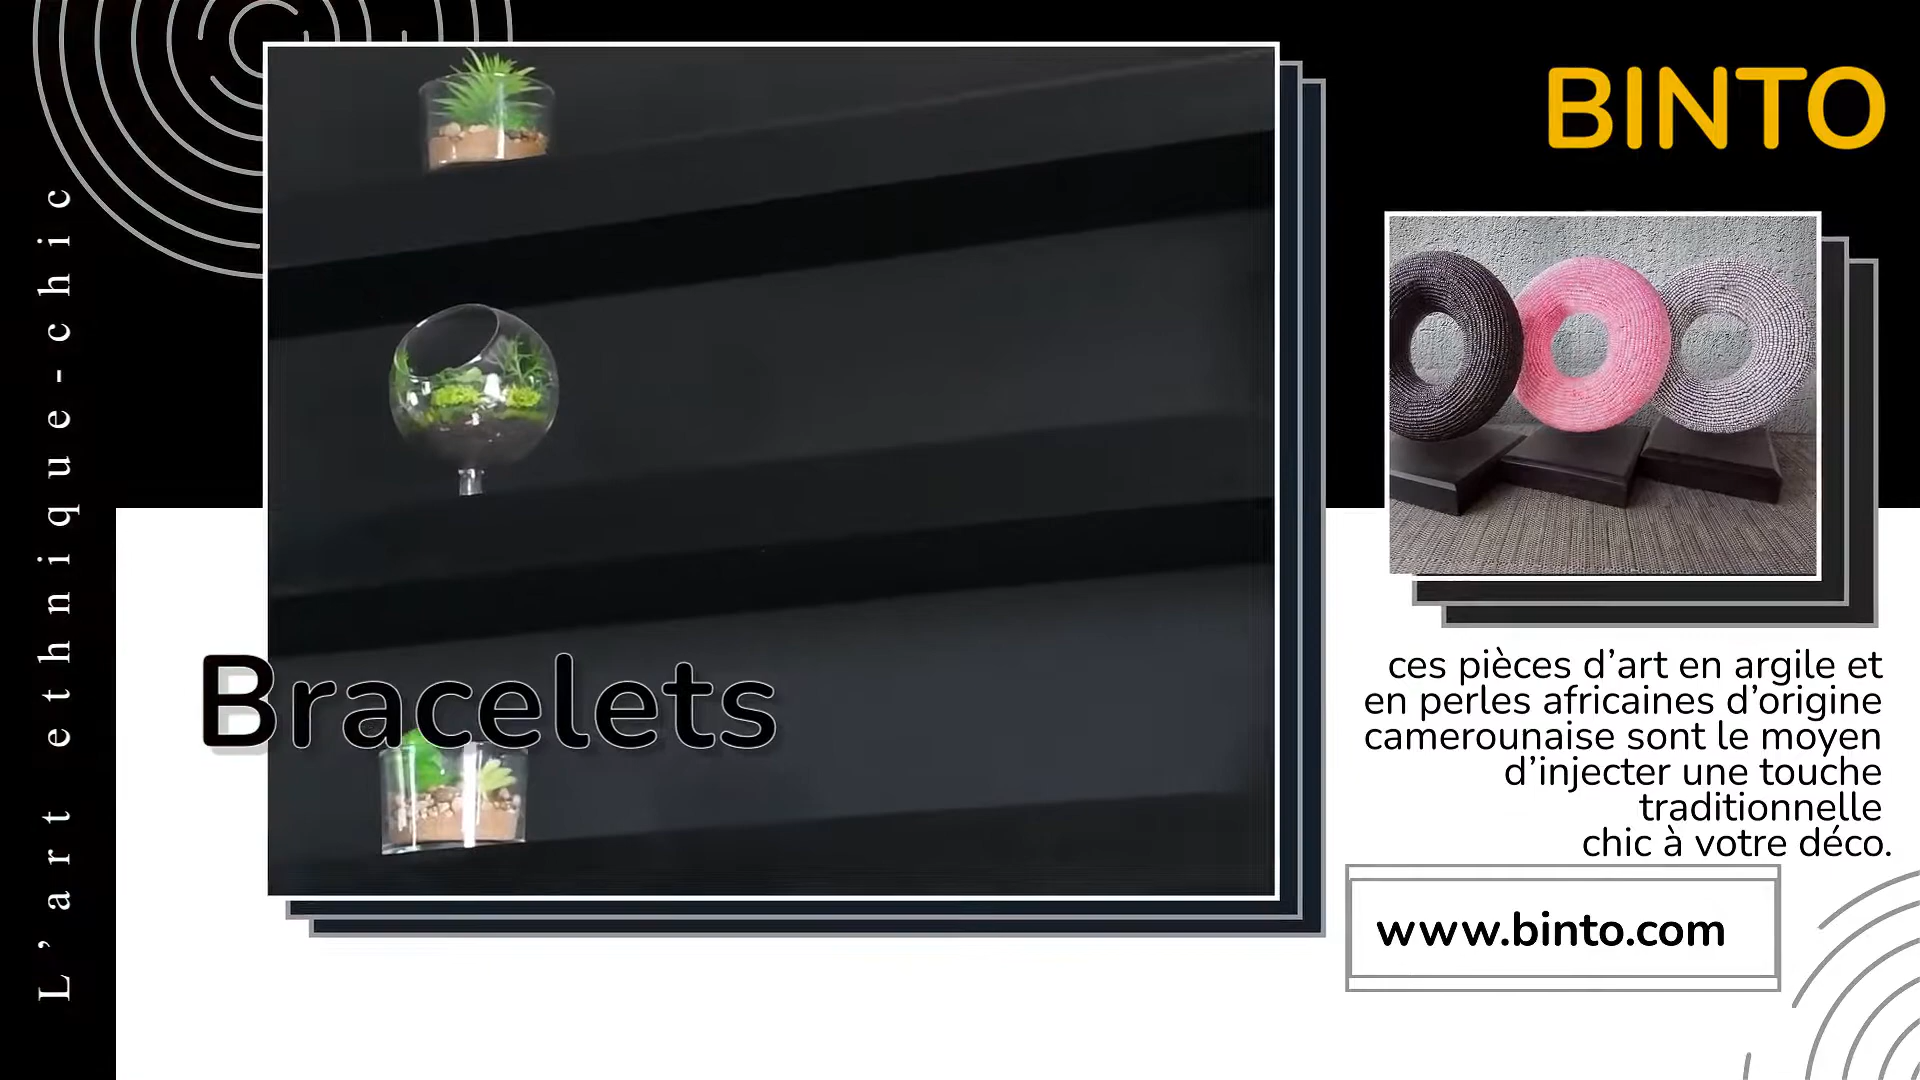 L’art ethnique-chic
BINTO
Bracelets
ces pièces d’art en argile et
en perles africaines d’origine
camerounaise sont le moyen
d’injecter une touche
traditionnelle
chic à votre déco.
www.binto.com